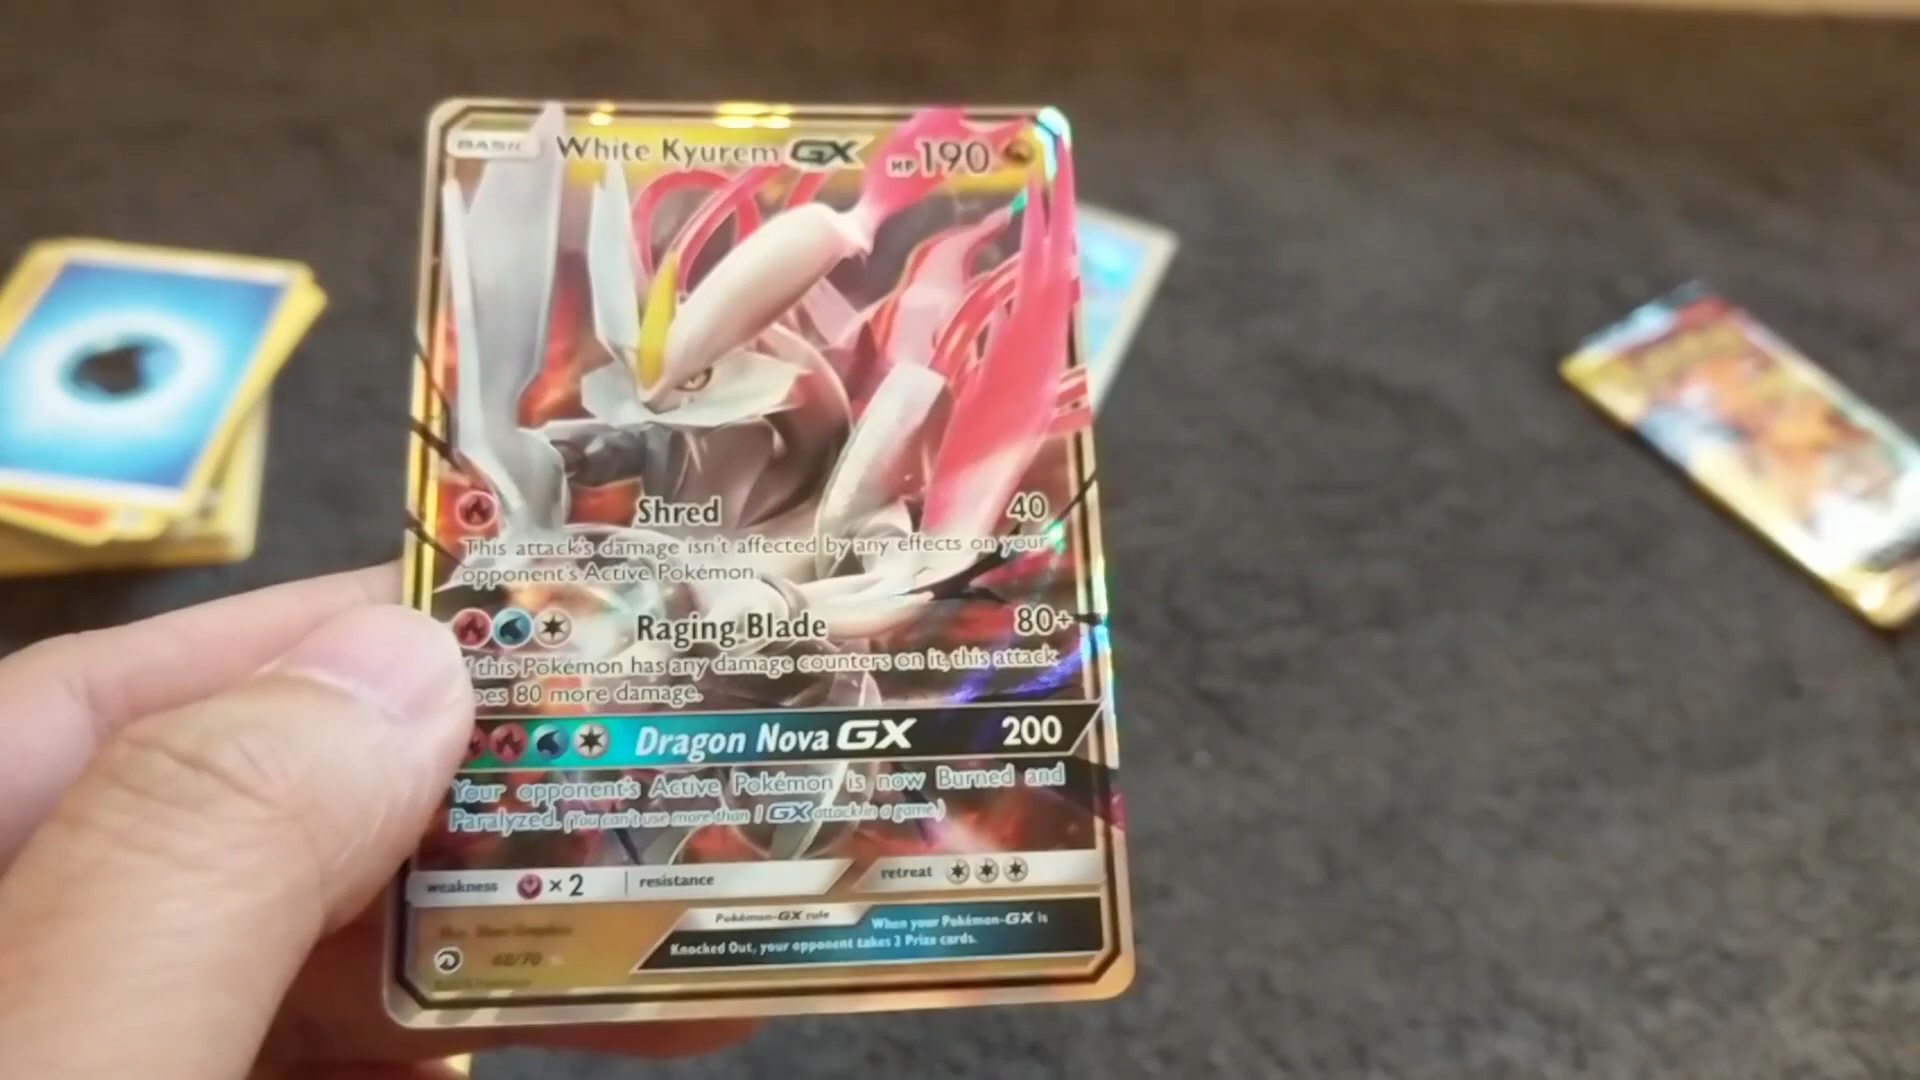 BASIC White Kyurem GX HP 190
Shred 40
This attack's damage isn't affected by any effects on your
opponent's Active Pokémon.
Raging Blade 80+
this Pokémon has any damage counters on it, this attack
oes 80 more damage.
Dragon Nova GX 200
Your opponent's Active Pokémon is now Burned and
Paralyzed. (You can't use more than 1 GX attack in a game.)
weakness ×2 resistance retreat
Pokémon-GX rule When your Pokémon-GX is
Knocked Out, your opponent takes 2 Prize cards.
48/70